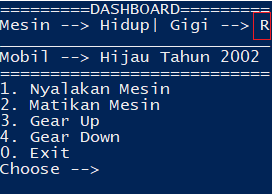 =========DASHBOARD=========
Mesin --> Hidup| Gigi --> R
___________________________
Mobil --> Hijau Tahun 2002
===========================
1. Nyalakan Mesin
2. Matikan Mesin
3. Gear Up
4. Gear Down
0. Exit
Choose -->